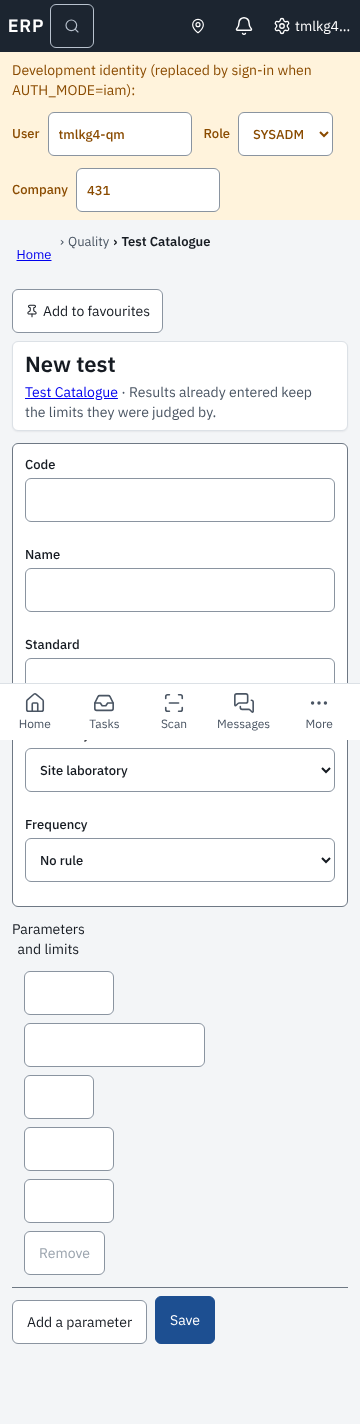 ERP
tmlkg4...
Development identity (replaced by sign-in when
AUTH_MODE=iam):
User tmlkg4-qm Role SYSADM
Company 431
Home › Quality › Test Catalogue
Add to favourites
New test
Test Catalogue · Results already entered keep
the limits they were judged by.
Code
Name
Standard
Home Tasks Scan Messages More
Site laboratory
Frequency
No rule
Parameters
and limits
Remove
Add a parameter Save